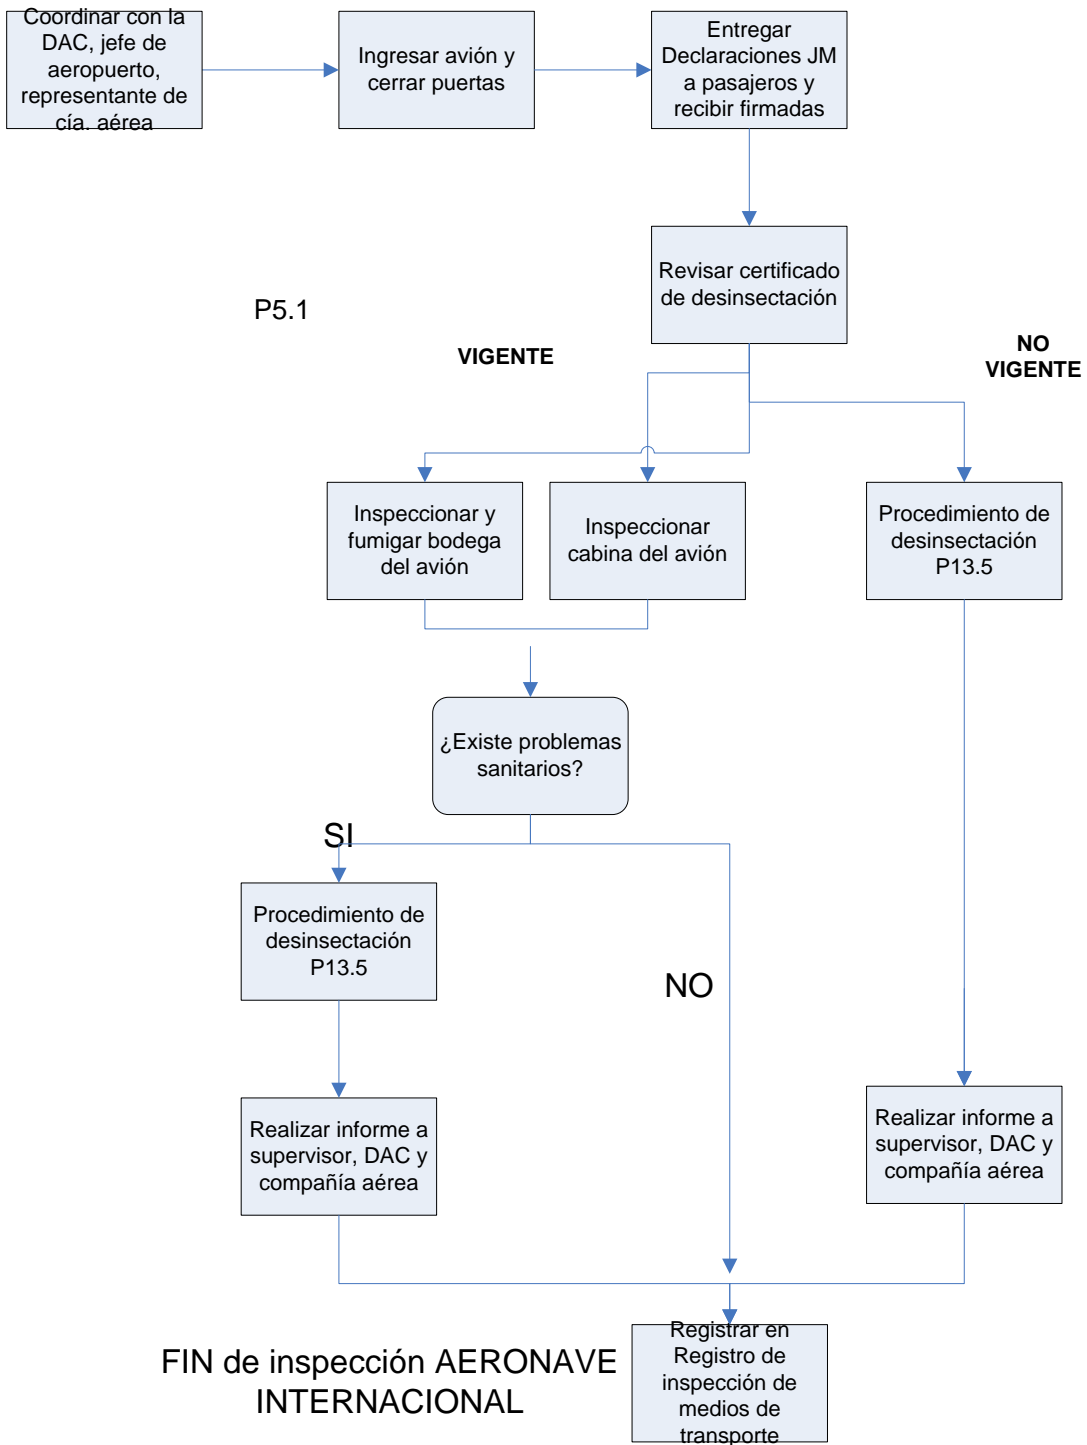 Coordinar con la
DAC, jefe de
aeropuerto,
representante de
cía. aérea
Ingresar avión y
cerrar puertas
Entregar
Declaraciones JM
a pasajeros y
recibir firmadas
Revisar certificado
de desinsectación
P5.1
VIGENTE
NO
VIGENTE
Inspeccionar y
fumigar bodega
del avión
Inspeccionar
cabina del avión
Procedimiento de
desinsectación
P13.5
¿Existe problemas
sanitarios?
SI
Procedimiento de
desinsectación
P13.5
NO
Realizar informe a
supervisor, DAC y
compañía aérea
Realizar informe a
supervisor, DAC y
compañía aérea
FIN de inspección AERONAVE
INTERNACIONAL
Registrar en
Registro de
inspección de
medios de
transporte